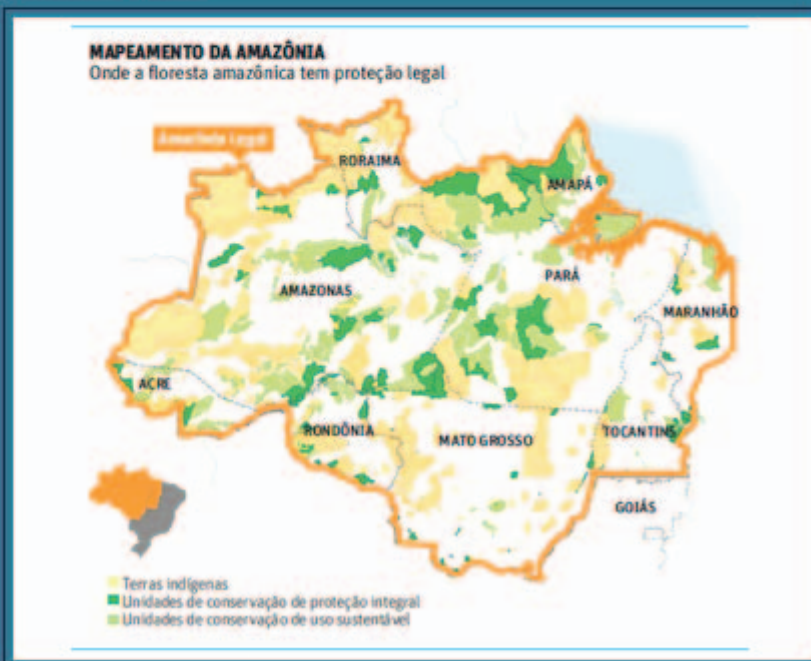 MAPEAMENTO DA AMAZÔNIA
Onde a floresta amazônica tem proteção legal
Amazônia Legal
RORAIMA
AMAPÁ
AMAZONAS
PARÁ
MARANHÃO
ACRE
RONDÔNIA
MATO GROSSO
TOCANTINS
GOIÁS
Terras indígenas
Unidades de conservação de proteção integral
Unidades de conservação de uso sustentável